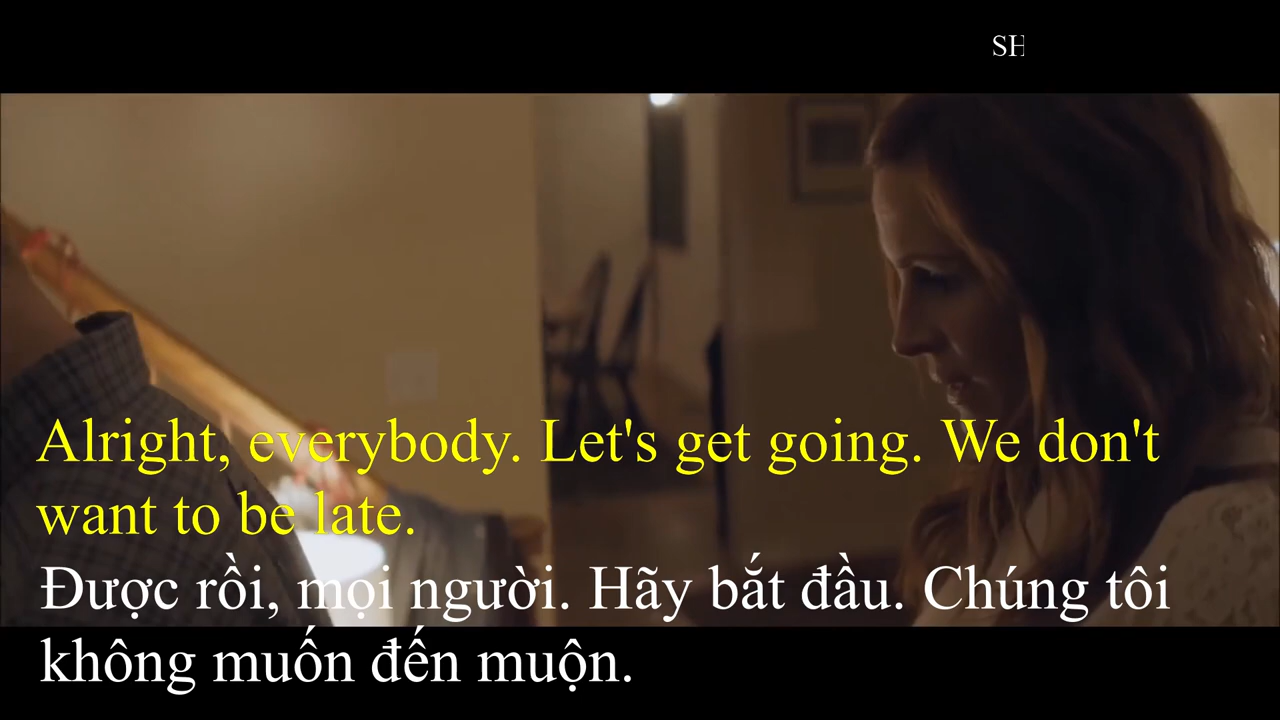 SH
Alright, everybody. Let's get going. We don't
want to be late.
Được rồi, mọi người. Hãy bắt đầu. Chúng tôi
không muốn đến muộn.